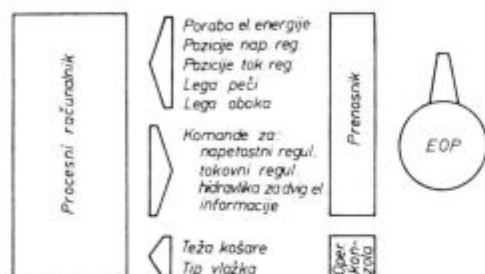 Procesni računalnik
Poraba el. energije
Pozicije nap. reg.
Pozicije tok. reg.
Lega peči
Lega oboka
Komande za:
napetostni regul.
tokovni regul.
hidravlika za dvig el.
informacije
Teža košare
Tip vložka
Prenasnik
Oper.
kon-
zola
EOP